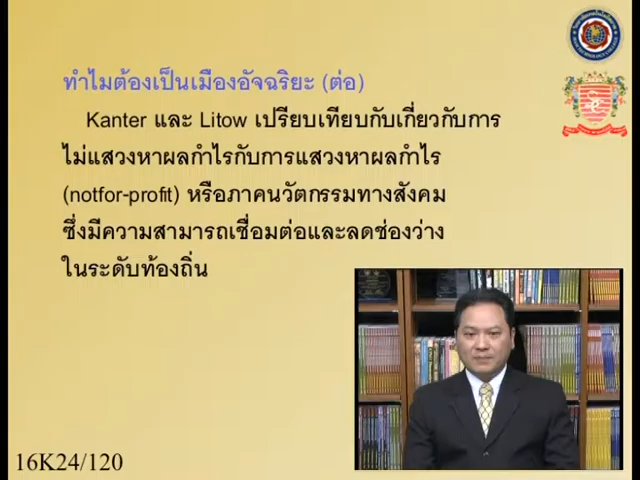 ทำไมต้องเป็นเมืองอัจฉริยะ (ต่อ)
Kanter และ Litow เปรียบเทียบกับเกี่ยวกับการ
ไม่แสวงหาผลกำไรกับการแสวงหาผลกำไร
(notfor-profit) หรือภาคนวัตกรรมทางสังคม
ซึ่งมีความสามารถเชื่อมต่อและลดช่องว่าง
ในระดับท้องถิ่น
16K24/120